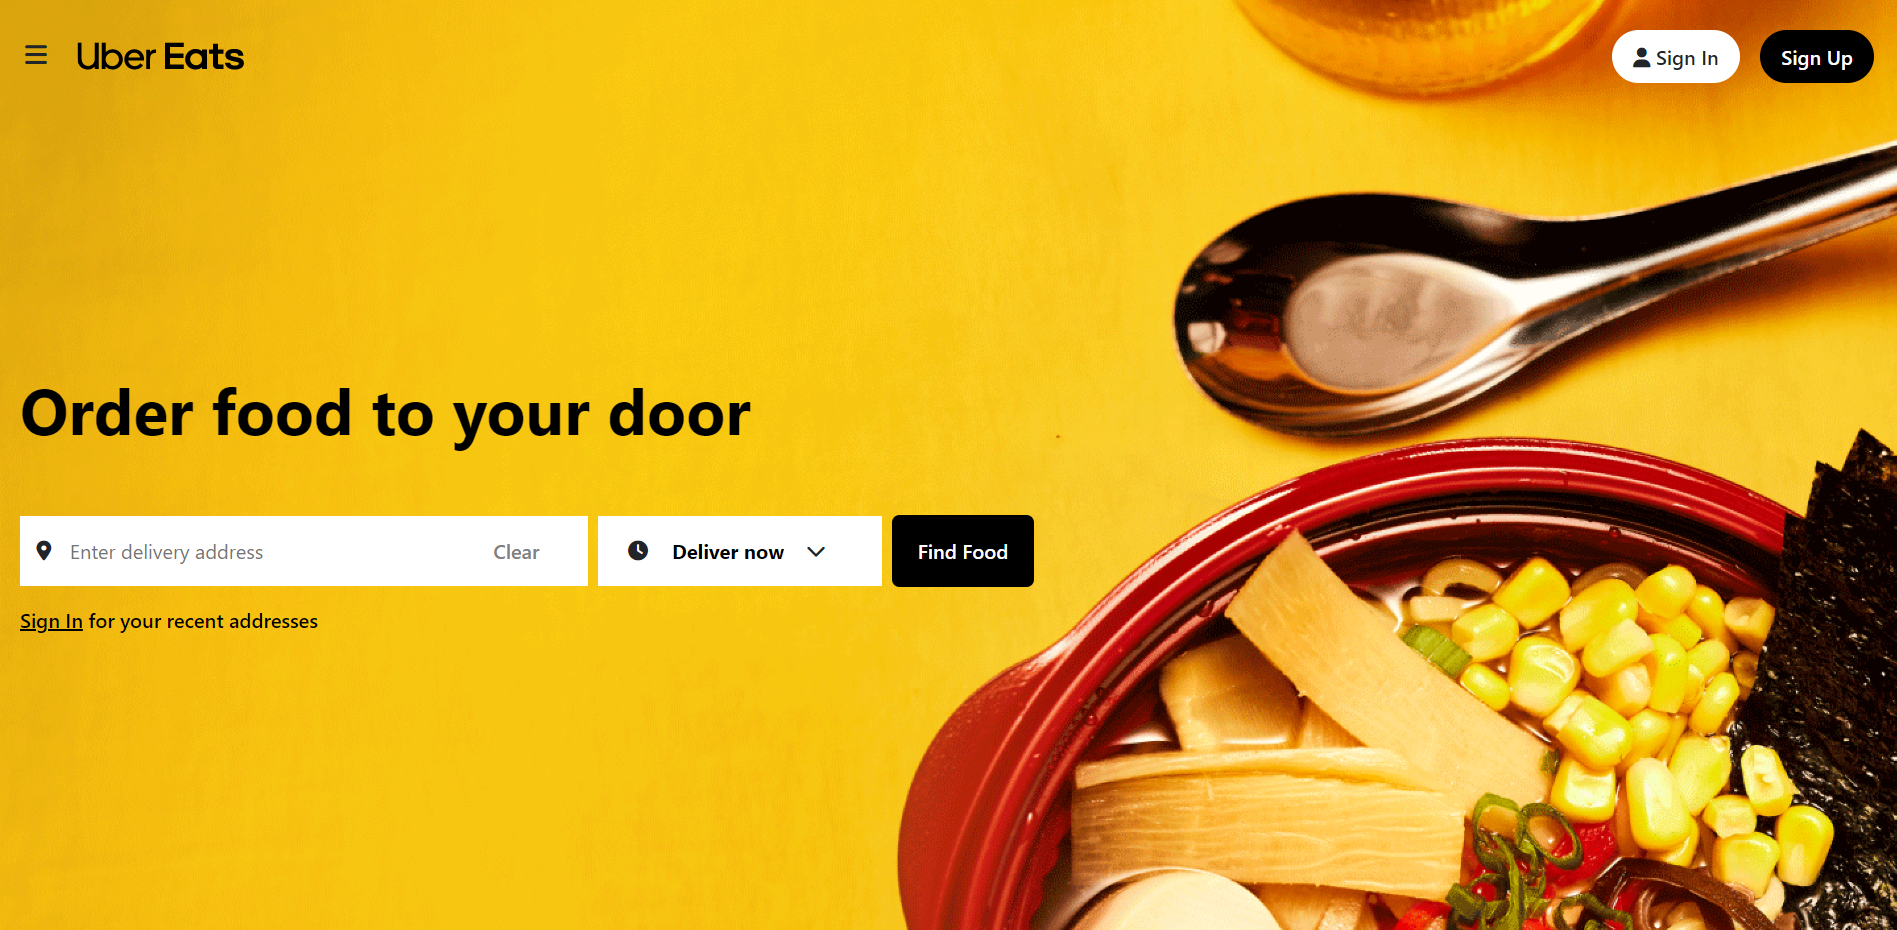 Uber Eats
Sign In
Sign Up
Order food to your door
Enter delivery address
Clear
Deliver now
Find Food
Sign In for your recent addresses